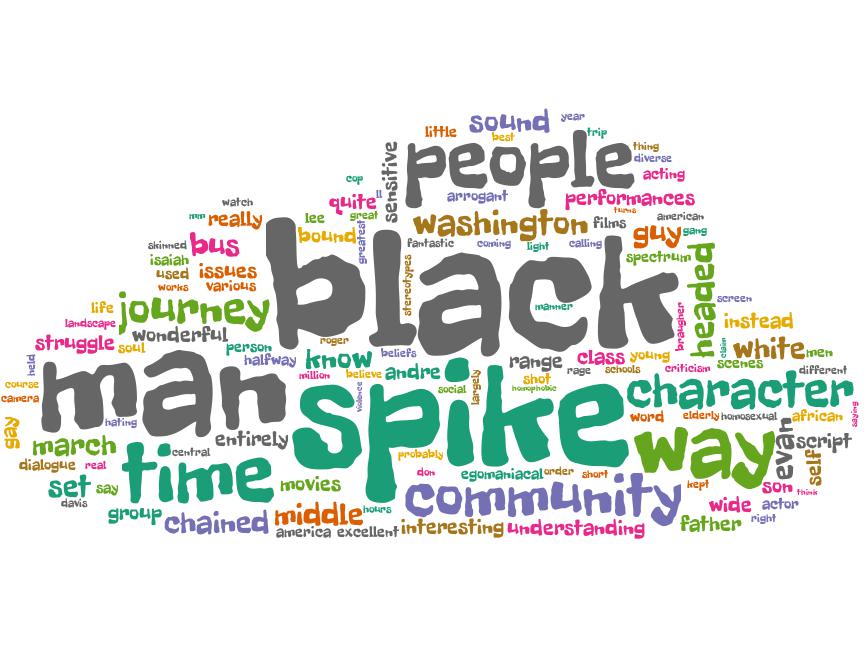 year
sound
little
best
trip
people
thing
diverse
sensitive
acting
cop
ll
arrogant
performances
quite
watch
turns
mm
really
lee
great
washington
films
american
guy
gang
bound
greatest
skinned
bus
fantastic
coming
light
calling
spectrum
isaiah
used
issues
works
various
black
stereotypes
headed
screen
life
journey
manner
braugher
landscape
wonderful
instead
struggle
soul
person
roger
claim
white
men
held
halfway
know
beliefs
range
class
young
scenes
man
million
believe
andre
rage
schools
criticism
different
course
shot
camera
violence
spike
social
largely
homophobic
character
hating
word
elderly
homosexual
african
saying
gay
march
central
entirely
way
evan
script
dialogue
real
time
probably
self
set
say
movies
don
egomaniacal
order
short
kept
son
think
davis
community
wide
actor
group
chained
middle
hours
father
right
america
excellent
interesting
understanding